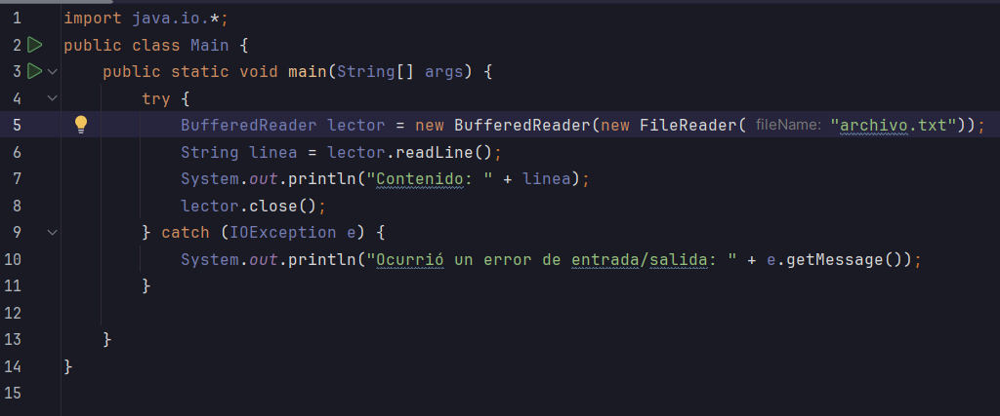 1 import java.io.*;
2 public class Main {
3 public static void main(String[] args) {
4 try {
5 BufferedReader lector = new BufferedReader(new FileReader( fileName: "archivo.txt"));
6 String linea = lector.readLine();
7 System.out.println("Contenido: " + linea);
8 lector.close();
9 } catch (IOException e) {
10 System.out.println("Ocurrió un error de entrada/salida: " + e.getMessage());
11 }
12
13 }
14 }
15